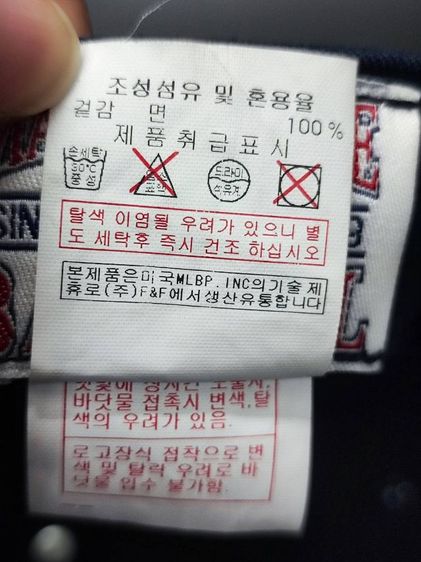 조성섬유 및 혼용율
겉감 면 100 %
제품취급표시
손세탁
30℃
중성
염소
표백
드라이
석유계
탈색 이염될 우려가 있으니 별
도 세탁후 즉시 건조 하십시오
본제품은미국MLBP.INC의기술 제
휴로(주)F&F에서생산유통합니다
바닷물 접촉시 변색,탈
색의 우려가 있음.
로고장식 접착으로 변
색 및 탈락 우려로 바
닷물 입수 불가함.